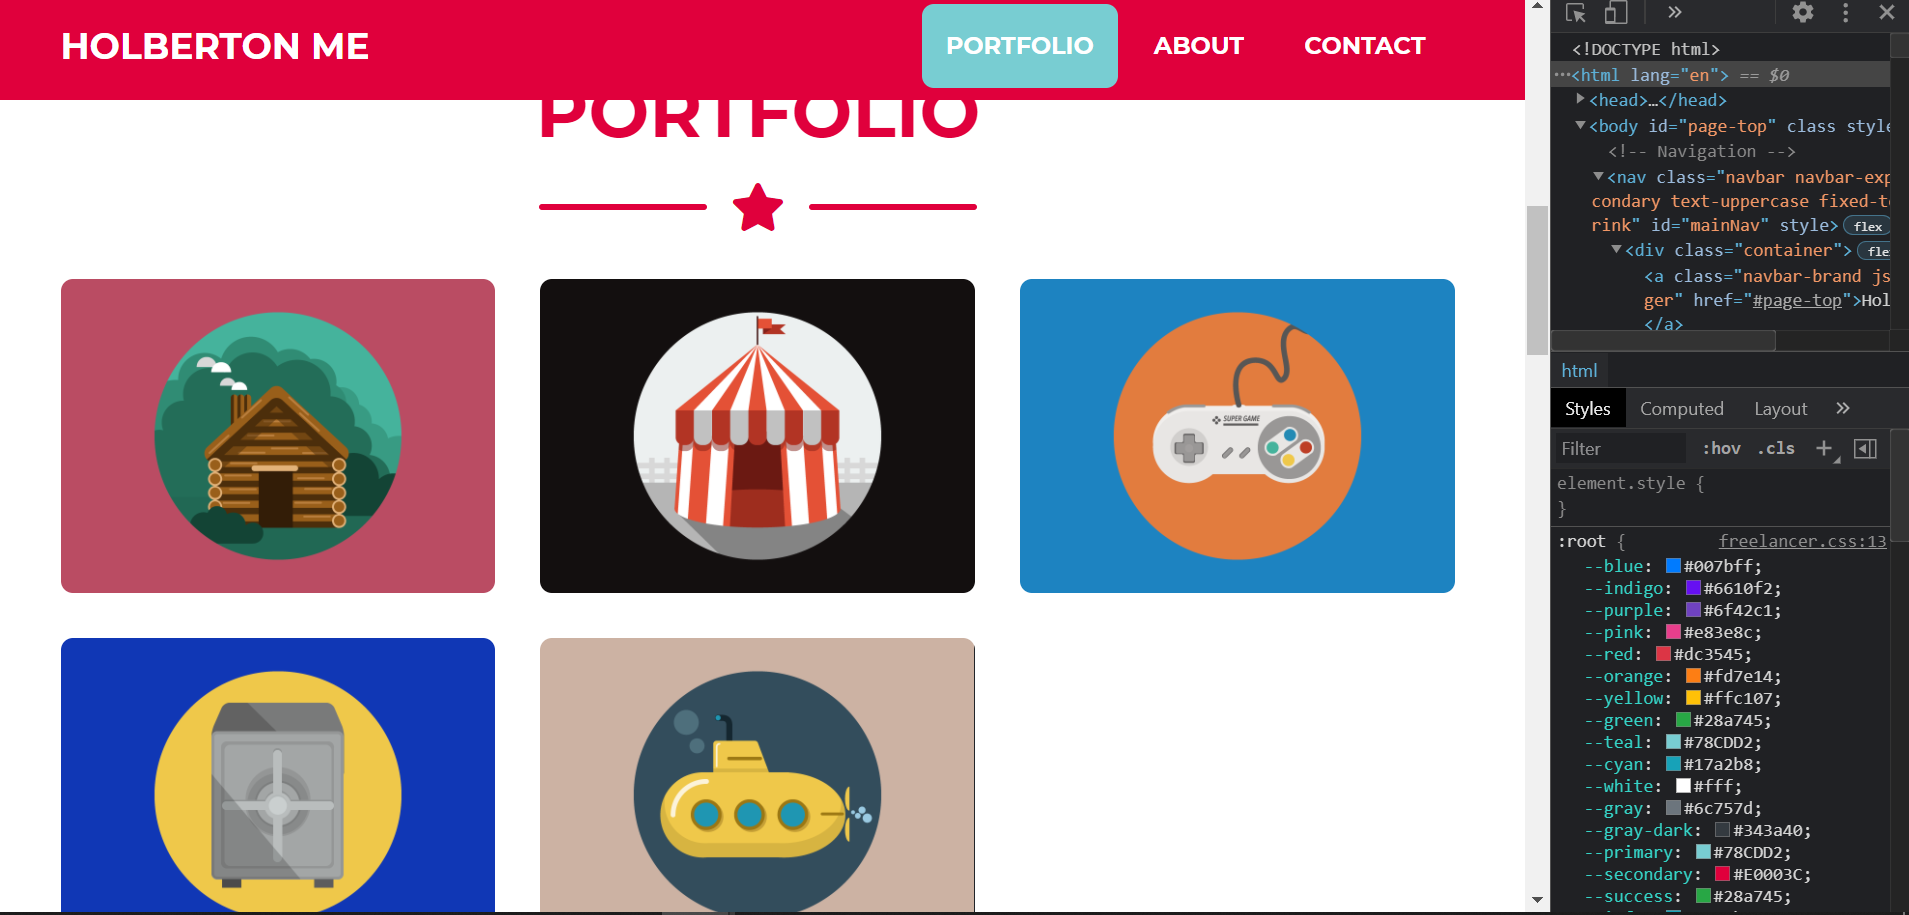 HOLBERTON ME
PORTFOLIO
ABOUT
CONTACT
PORTFOLIO
SUPER GAME
<!DOCTYPE html>
⋯<html lang="en"> == $0
<head>…</head>
<body id="page-top" class style
<!-- Navigation -->
<nav class="navbar navbar-exp
condary text-uppercase fixed-t
rink" id="mainNav" style> flex
<div class="container"> fle
<a class="navbar-brand js
ger" href="#page-top">Hol
</a>
html
Styles Computed Layout »
Filter :hov .cls +
element.style {
}
:root { freelancer.css:13
--blue: #007bff;
--indigo: #6610f2;
--purple: #6f42c1;
--pink: #e83e8c;
--red: #dc3545;
--orange: #fd7e14;
--yellow: #ffc107;
--green: #28a745;
--teal: #78CDD2;
--cyan: #17a2b8;
--white: #fff;
--gray: #6c757d;
--gray-dark: #343a40;
--primary: #78CDD2;
--secondary: #E0003C;
--success: #28a745;